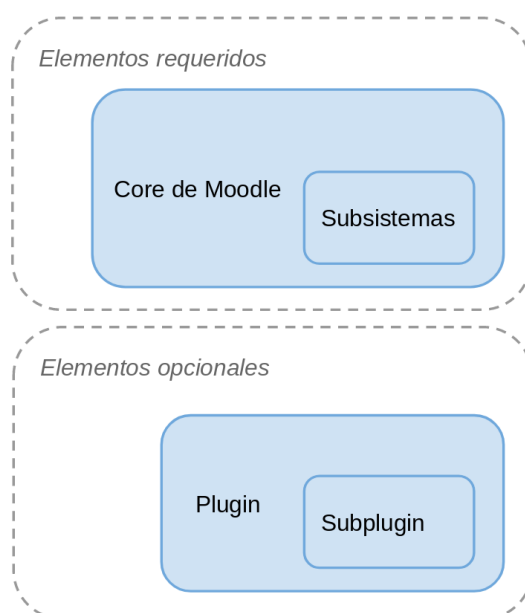 Elementos requeridos
Core de Moodle
Subsistemas
Elementos opcionales
Plugin
Subplugin